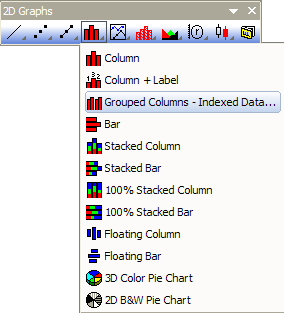 2D Graphs
Column
Column + Label
Grouped Columns - Indexed Data...
Bar
Stacked Column
Stacked Bar
100% Stacked Column
100% Stacked Bar
Floating Column
Floating Bar
3D Color Pie Chart
2D B&W Pie Chart